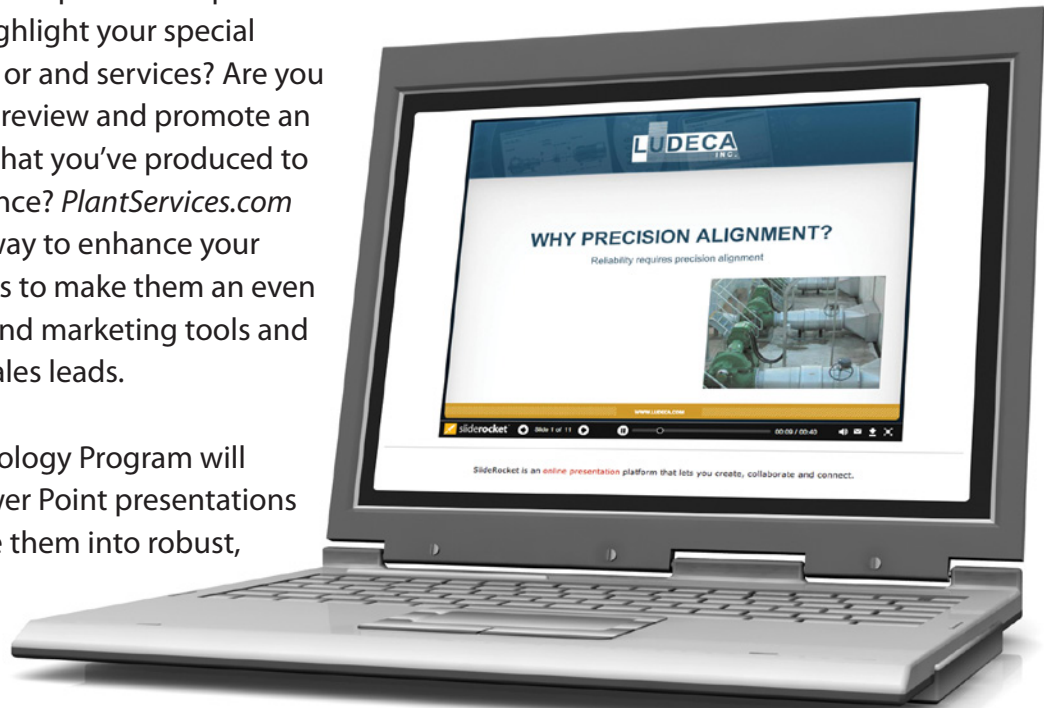 ghlight your special
or and services? Are you
review and promote an
hat you've produced to
nce? PlantServices.com
way to enhance your
s to make them an even
nd marketing tools and
ales leads.
ology Program will
ver Point presentations
e them into robust,
LUDECA
INC.
WHY PRECISION ALIGNMENT?
Reliability requires precision alignment
WWW.LUDECA.COM
sliderocket Slide 1 of 11 00:09 / 00:40
SlideRocket is an online presentation platform that lets you create, collaborate and connect.